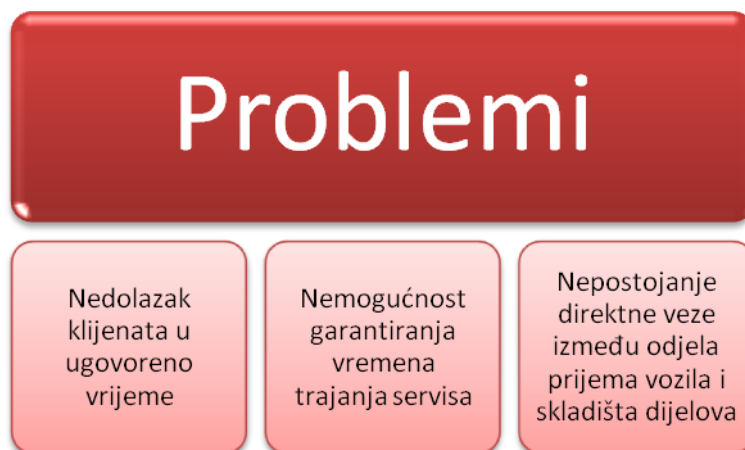 Problemi
Nedolazak
klijenata u
ugovoreno
vrijeme
Nemogućnost
garantiranja
vremena
trajanja servisa
Nepostojanje
direktne veze
između odjela
prijema vozila i
skladišta dijelova